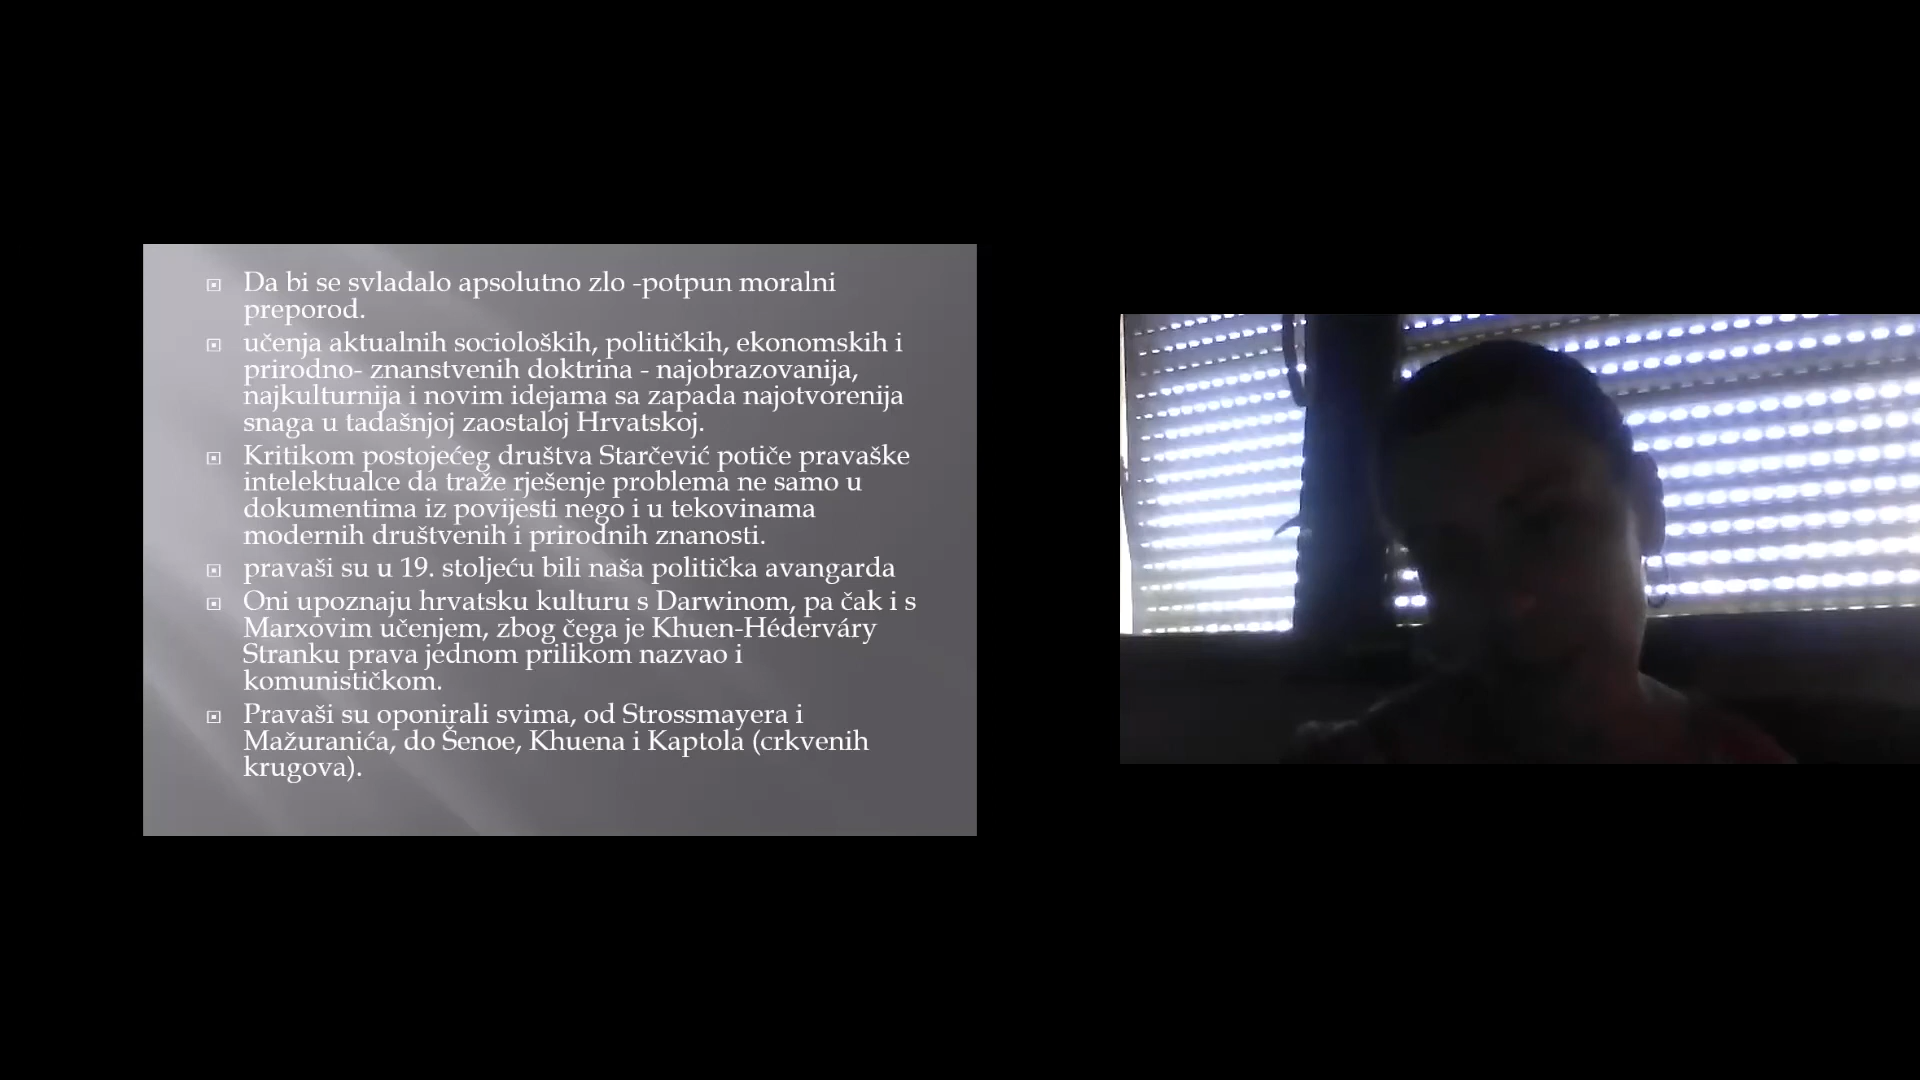 Da bi se svladalo apsolutno zlo -potpun moralni
preporod.
učenja aktualnih socioloških, političkih, ekonomskih i
prirodno- znanstvenih doktrina - najobrazovanija,
najkulturnija i novim idejama sa zapada najotvorenija
snaga u tadašnjoj zaostaloj Hrvatskoj.
Kritikom postojećeg društva Starčević potiče pravaške
intelektualce da traže rješenje problema ne samo u
dokumentima iz povijesti nego i u tekovinama
modernih društvenih i prirodnih znanosti.
pravaši su u 19. stoljeću bili naša politička avangarda
Oni upoznaju hrvatsku kulturu s Darwinom, pa čak i s
Marxovim učenjem, zbog čega je Khuen-Héderváry
Stranku prava jednom prilikom nazvao i
komunističkom.
Pravaši su oponirali svima, od Strossmayera i
Mažuranića, do Šenoe, Khuena i Kaptola (crkvenih
krugova).